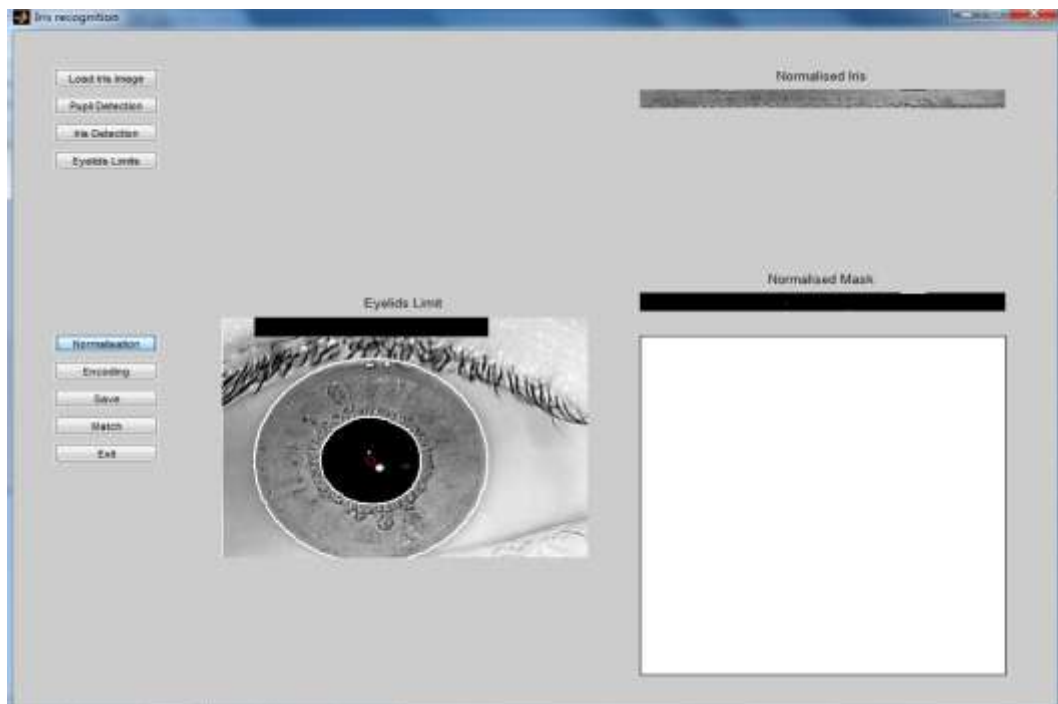 Iris recognition
Load Iris Image
Pupil Detection
Iris Detection
Eyelids Limits
Normalised Iris
Normalised Mask
Eyelids Limit
Normalisation
Encoding
Save
Match
Exit